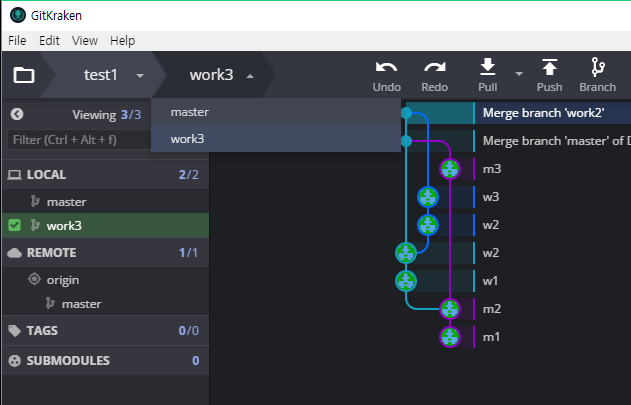 GitKraken
File Edit View Help
test1 work3
Undo Redo Pull Push Branch
Viewing 3/3
Filter (Ctrl + Alt + f)
master
work3
LOCAL 2/2
master
work3
REMOTE 1/1
origin
master
TAGS 0/0
SUBMODULES 0
Merge branch 'work2'
Merge branch 'master' of D
m3
w3
w2
w2
w1
m2
m1